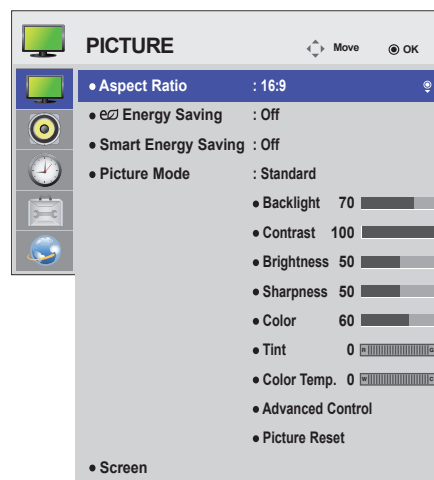 PICTURE Move OK
• Aspect Ratio : 16:9
• e Energy Saving : Off
• Smart Energy Saving : Off
• Picture Mode : Standard
• Backlight 70
• Contrast 100
• Brightness 50
• Sharpness 50
• Color 60
• Tint 0 R G
• Color Temp. 0 W C
• Advanced Control
• Picture Reset
• Screen